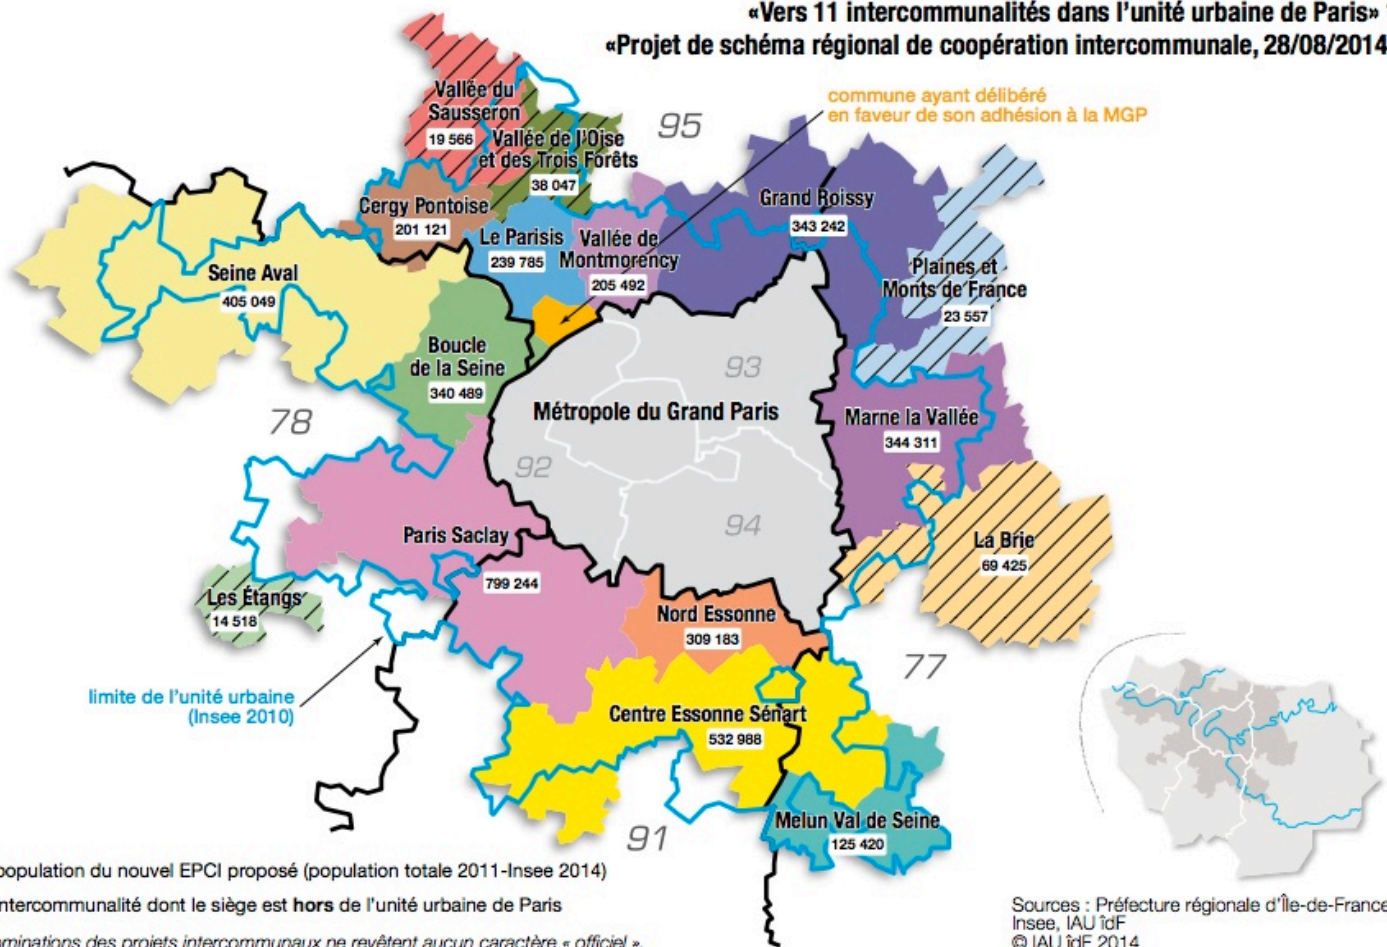 «Vers 11 intercommunalités dans l'unité urbaine de Paris»
«Projet de schéma régional de coopération intercommunale, 28/08/2014
commune ayant délibéré
en faveur de son adhésion à la MGP
95
Vallée du
Sausseron
19 566
Vallée de l'Oise
et des Trois Forêts
38 047
Cergy Pontoise
201 121
Le Parisis
239 785
Vallée de
Montmorency
205 492
Grand Roissy
343 242
Plaines et
Monts de France
23 557
Seine Aval
405 049
Boucle
de la Seine
340 489
78
93
Métropole du Grand Paris
92
94
Marne la Vallée
344 311
La Brie
69 425
Paris Saclay
799 244
Les Étangs
14 518
Nord Essonne
309 183
77
limite de l'unité urbaine
(Insee 2010)
Centre Essonne Sénart
532 988
Melun Val de Seine
125 420
91
population du nouvel EPCI proposé (population totale 2011-Insee 2014)
intercommunalité dont le siège est hors de l'unité urbaine de Paris
des projets intercommunaux ne revêtent aucun caractère « officiel ».
Sources : Préfecture régionale d'Île-de-France
Insee, IAU îdF
© IAU îdF 2014